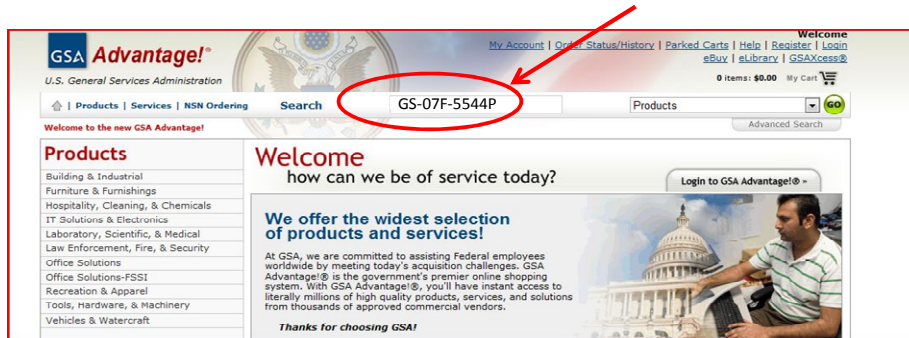 Welcome
GSA Advantage!®
My Account | Order Status/History | Parked Carts | Help | Register | Login
eBuy | eLibrary | GSAXcess®
U.S. General Services Administration
0 items: $0.00 My Cart
| Products | Services | NSN Ordering Search GS-07F-5544P Products GO
Welcome to the new GSA Advantage!
Advanced Search
Products
Building & Industrial
Furniture & Furnishings
Hospitality, Cleaning, & Chemicals
IT Solutions & Electronics
Laboratory, Scientific, & Medical
Law Enforcement, Fire, & Security
Office Solutions
Office Solutions-FSSI
Recreation & Apparel
Tools, Hardware, & Machinery
Vehicles & Watercraft
Welcome
how can we be of service today?
Login to GSA Advantage!® »
We offer the widest selection
of products and services!
At GSA, we are committed to assisting Federal employees
worldwide by meeting today's acquisition challenges. GSA
Advantage!® is the government's premier online shopping
system. With GSA Advantage!®, you'll have instant access to
literally millions of high quality products, services, and solutions
from thousands of approved commercial vendors.
Thanks for choosing GSA!